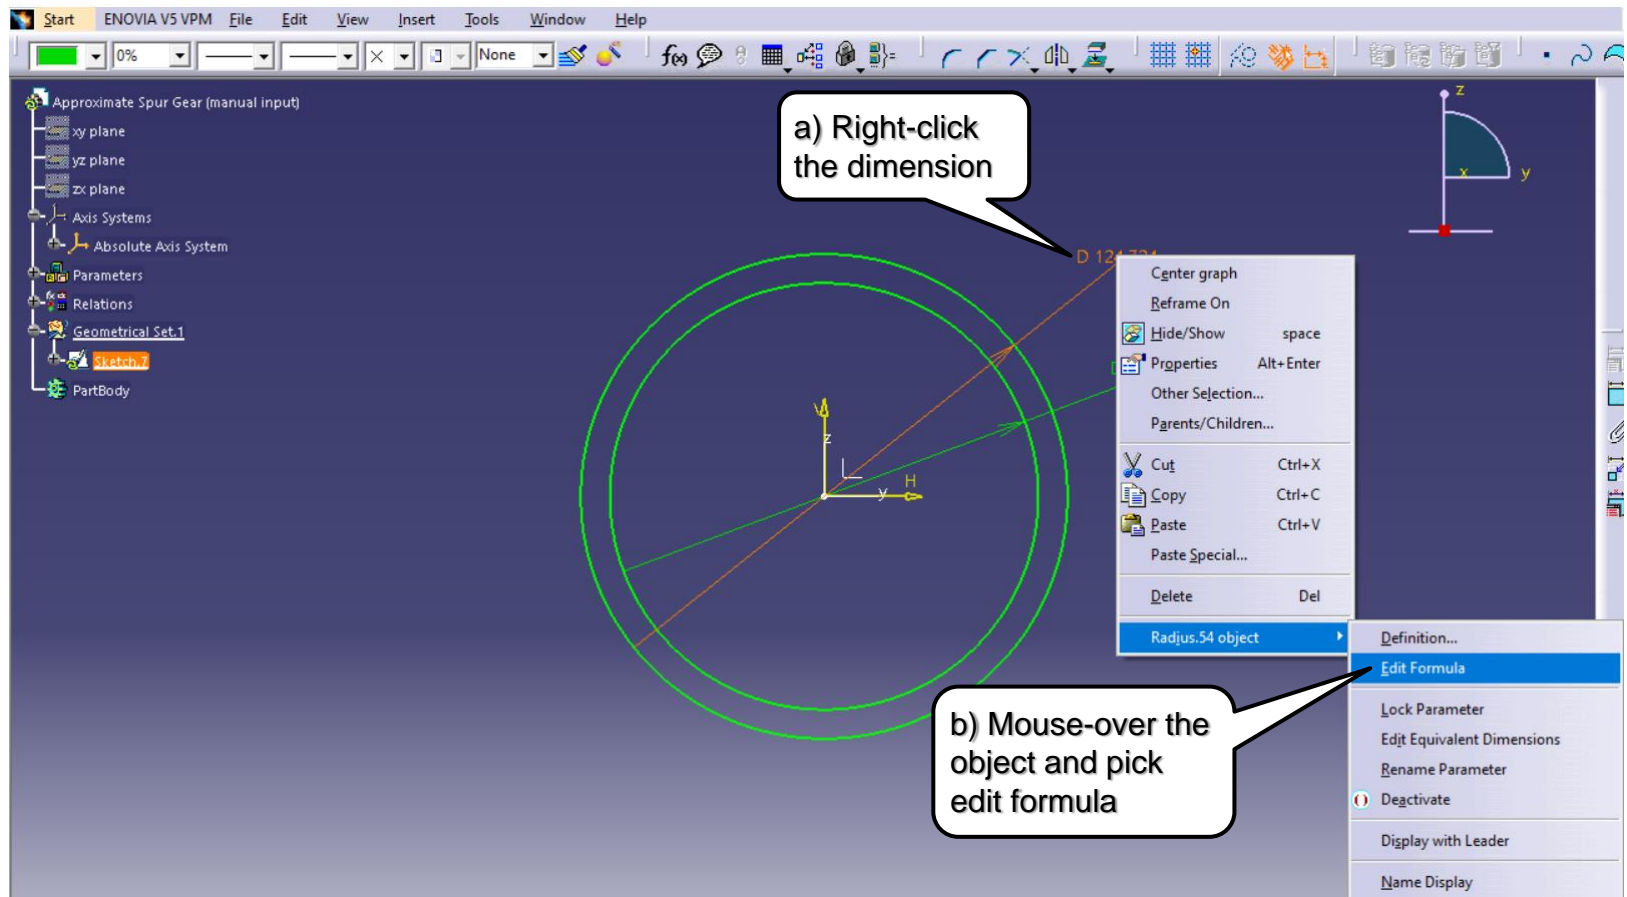 Start ENOVIA V5 VPM File Edit View Insert Tools Window Help
0% None f(x)
Approximate Spur Gear (manual input)
xy plane
yz plane
zx plane
Axis Systems
Absolute Axis System
Parameters
Relations
Geometrical Set.1
Sketch.7
PartBody
a) Right-click
the dimension
z
x
y
D 124.724
Center graph
Reframe On
Hide/Show space
Properties Alt+Enter
Other Selection...
Parents/Children...
Cut Ctrl+X
Copy Ctrl+C
Paste Ctrl+V
Paste Special...
Delete Del
Radius.54 object
D
V
z
H
y
Definition...
Edit Formula
Lock Parameter
Edit Equivalent Dimensions
Rename Parameter
Deactivate
Display with Leader
Name Display
b) Mouse-over the
object and pick
edit formula